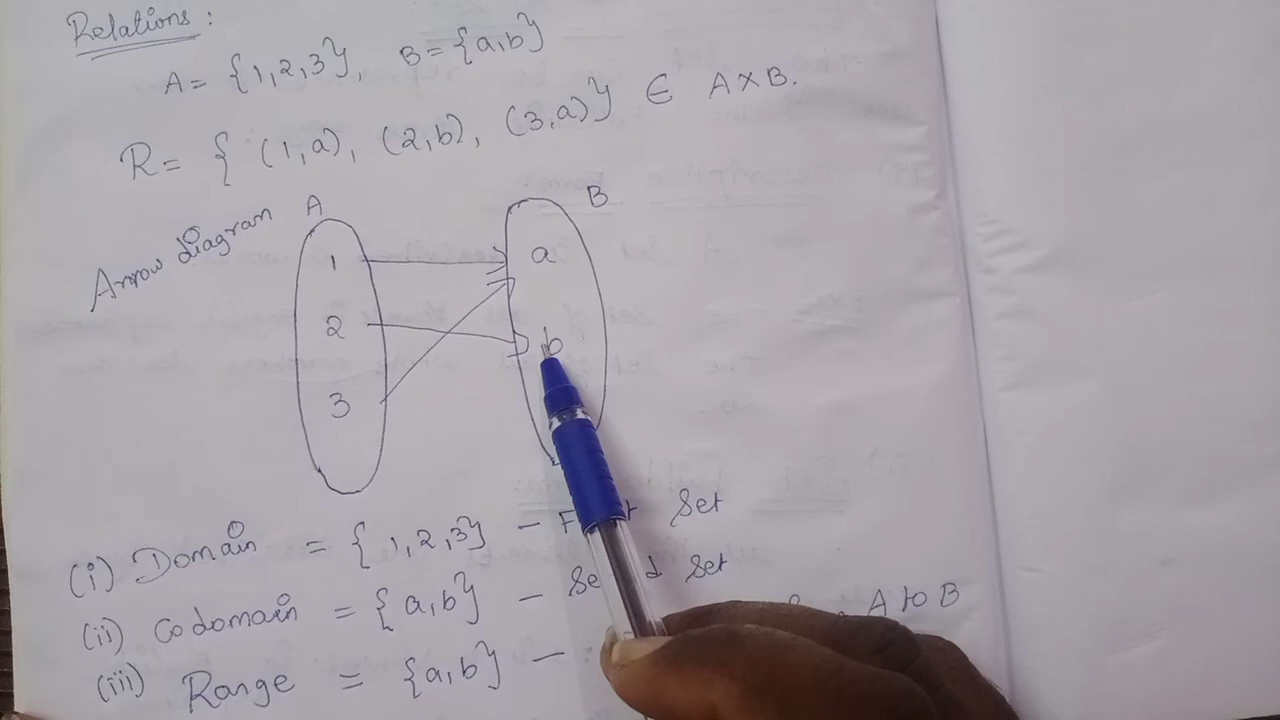 Relations:
A = {1,2,3}, B = {a,b}
R = { (1,a), (2,b), (3,a)} ∈ A×B.
Arrow diagram
A B
1 a
2 b
3
(i) Domain = {1,2,3} - Set
(ii) Codomain = {a,b} - Set
(iii) Range = {a,b} - A to B